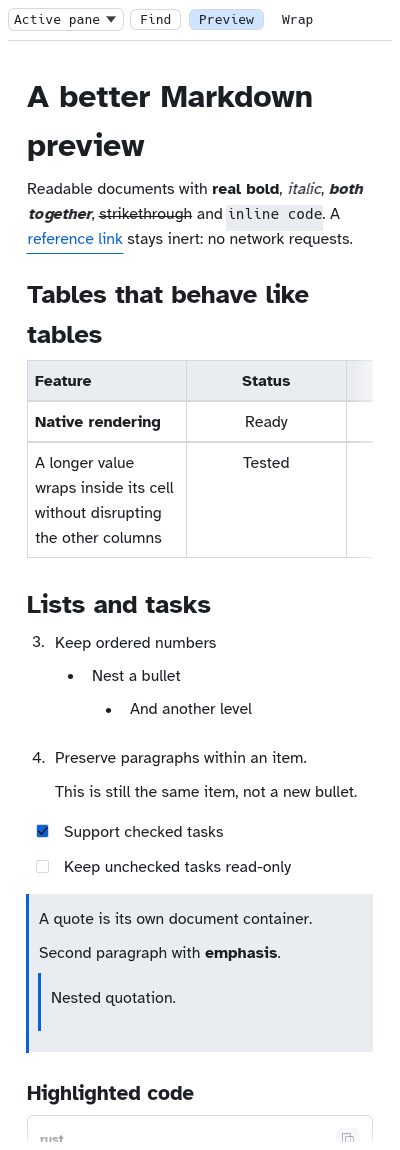 Active pane Find Preview Wrap
A better Markdown
preview
Readable documents with real bold, italic, both
together, strikethrough and inline code. A
reference link stays inert: no network requests.
Tables that behave like
tables
Feature Status
Native rendering Ready
A longer value Tested
wraps inside its cell
without disrupting
the other columns
Lists and tasks
3. Keep ordered numbers
• Nest a bullet
• And another level
4. Preserve paragraphs within an item.
This is still the same item, not a new bullet.
Support checked tasks
Keep unchecked tasks read-only
A quote is its own document container.
Second paragraph with emphasis.
Nested quotation.
Highlighted code
rust